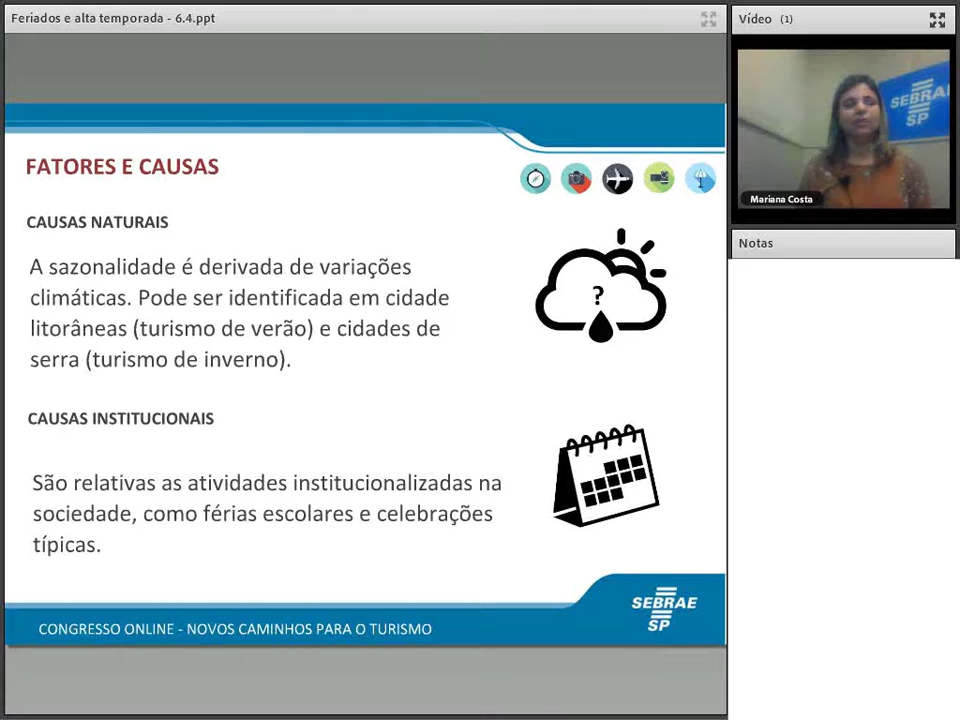 Feriados e alta temporada - 6.4.ppt
Vídeo (1)
SEBRAE
SP
Mariana Costa
Notas
FATORES E CAUSAS
CAUSAS NATURAIS
A sazonalidade é derivada de variações
climáticas. Pode ser identificada em cidade
litorâneas (turismo de verão) e cidades de
serra (turismo de inverno).
?
CAUSAS INSTITUCIONAIS
São relativas as atividades institucionalizadas na
sociedade, como férias escolares e celebrações
típicas.
CONGRESSO ONLINE - NOVOS CAMINHOS PARA O TURISMO
SEBRAE
SP